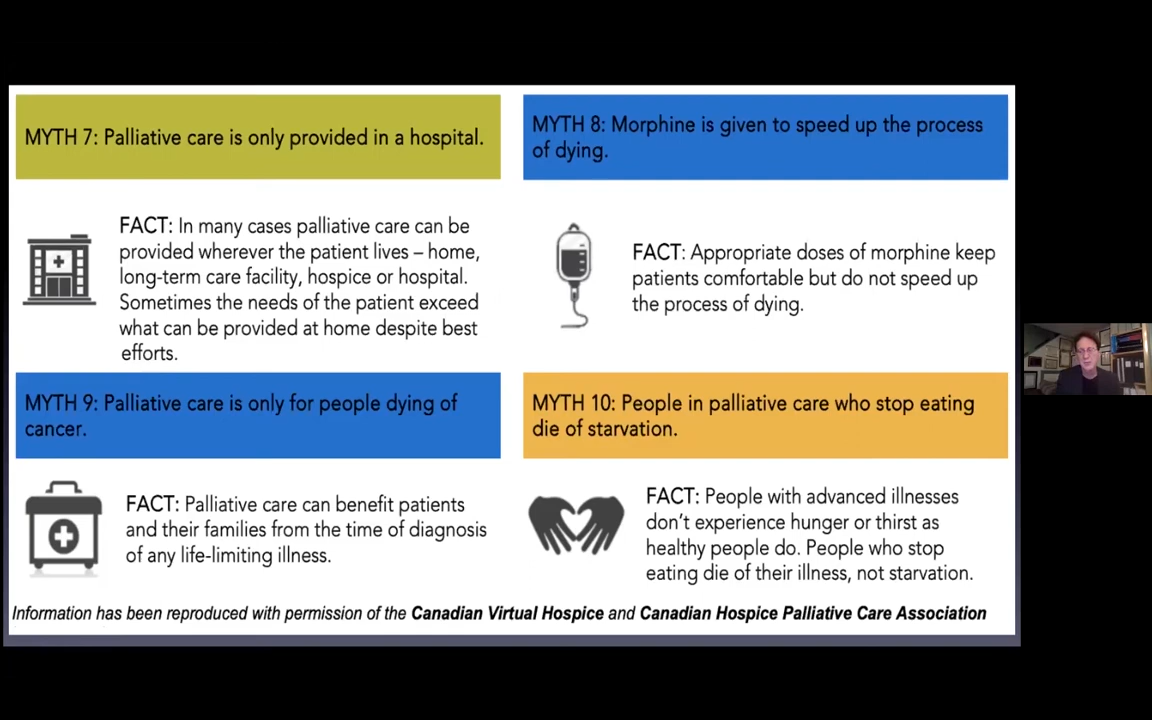 MYTH 7: Palliative care is only provided in a hospital.
FACT: In many cases palliative care can be
provided wherever the patient lives – home,
long-term care facility, hospice or hospital.
Sometimes the needs of the patient exceed
what can be provided at home despite best
efforts.
MYTH 8: Morphine is given to speed up the process
of dying.
FACT: Appropriate doses of morphine keep
patients comfortable but do not speed up
the process of dying.
MYTH 9: Palliative care is only for people dying of
cancer.
FACT: Palliative care can benefit patients
and their families from the time of diagnosis
of any life-limiting illness.
MYTH 10: People in palliative care who stop eating
die of starvation.
FACT: People with advanced illnesses
don't experience hunger or thirst as
healthy people do. People who stop
eating die of their illness, not starvation.
Information has been reproduced with permission of the Canadian Virtual Hospice and Canadian Hospice Palliative Care Association